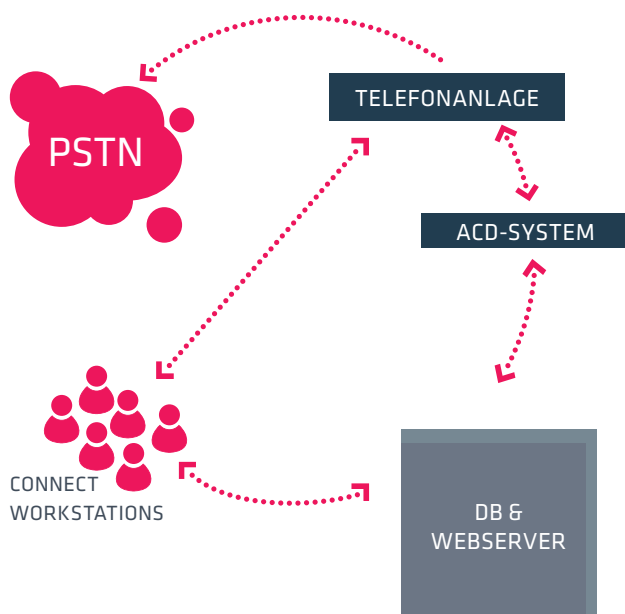 TELEFONANLAGE
PSTN
ACD-SYSTEM
CONNECT
WORKSTATIONS
DB &
WEBSERVER